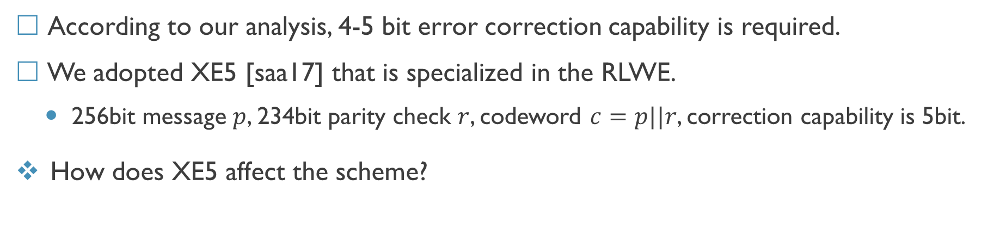 According to our analysis, 4-5 bit error correction capability is required.
We adopted XE5 [saa17] that is specialized in the RLWE.
• 256bit message p, 234bit parity check r, codeword c = p||r, correction capability is 5bit.
❖ How does XE5 affect the scheme?